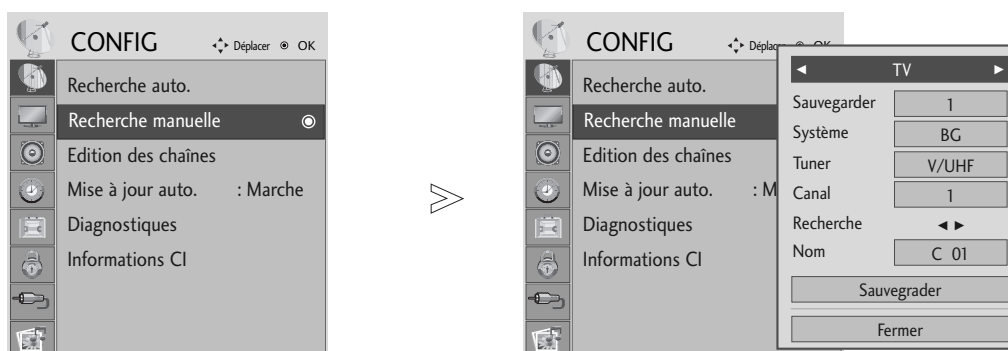 CONFIG Déplacer OK
Recherche auto.
Recherche manuelle
Edition des chaînes
Mise à jour auto. : Marche
Diagnostiques
Informations CI
CONFIG
Recherche auto.
Recherche manuelle
Edition des chaînes
Mise à jour auto. : M
Diagnostiques
Informations CI
TV
Sauvegarder 1
Système BG
Tuner V/UHF
Canal 1
Recherche
Nom C 01
Sauvegrader
Fermer